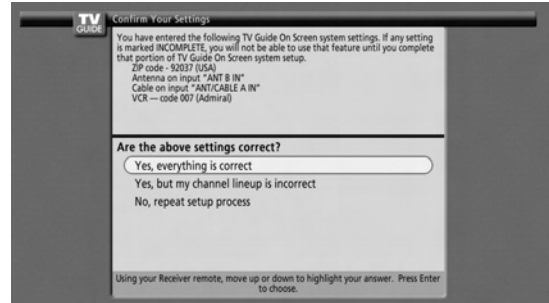 TV
GUIDE
Confirm Your Settings
You have entered the following TV Guide On Screen system settings. If any setting
is marked INCOMPLETE, you will not be able to use that feature until you complete
that portion of TV Guide On Screen system setup.
ZIP code - 92037 (USA)
Antenna on input "ANT B IN"
Cable on input "ANT/CABLE A IN"
VCR — code 007 (Admiral)
Are the above settings correct?
Yes, everything is correct
Yes, but my channel lineup is incorrect
No, repeat setup process
Using your Receiver remote, move up or down to highlight your answer. Press Enter
to choose.